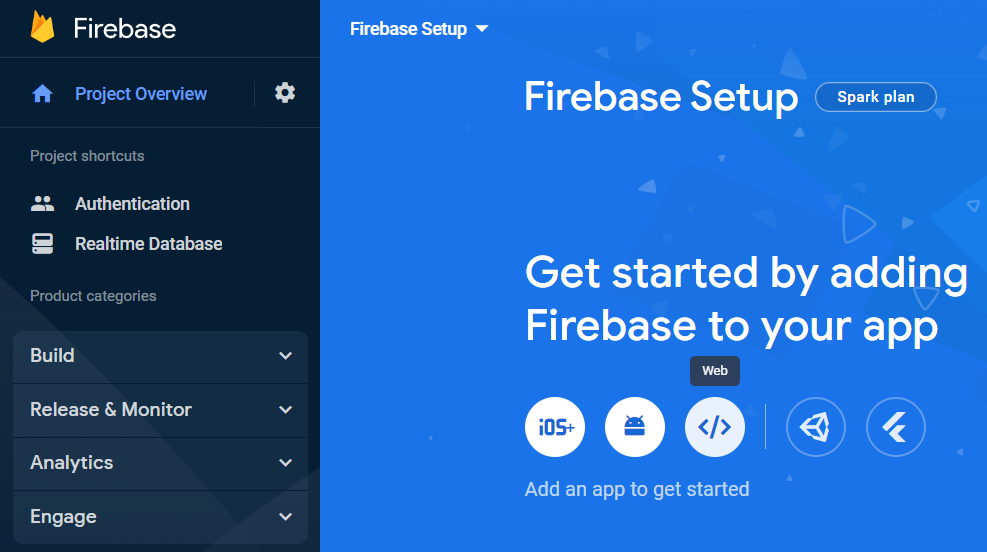 Firebase
Project Overview
Project shortcuts
Authentication
Realtime Database
Product categories
Build
Release & Monitor
Analytics
Engage
Firebase Setup
Firebase Setup
Spark plan
Get started by adding
Firebase to your app
Web
iOS+
Add an app to get started